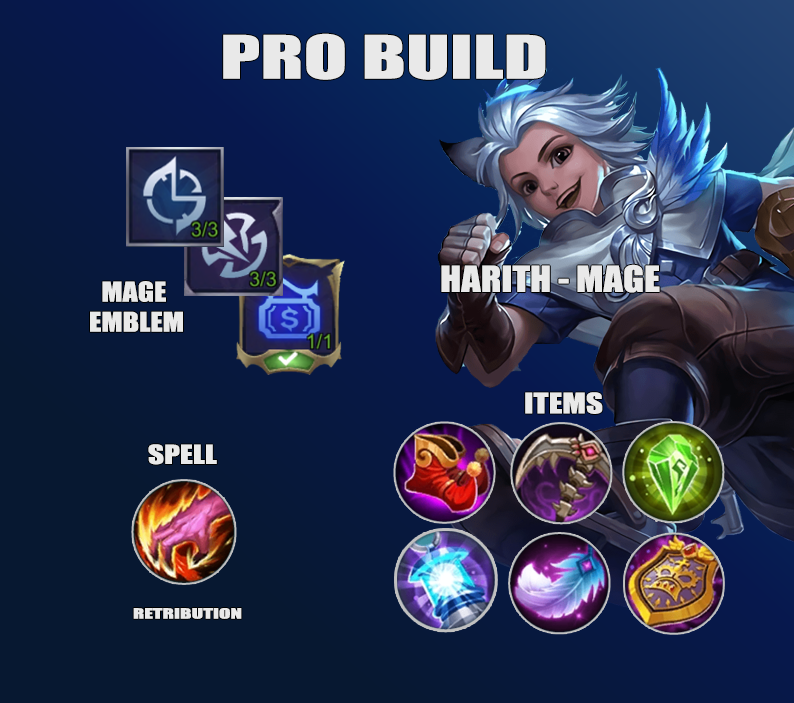 PRO BUILD
3/3
3/3
1/1
MAGE
EMBLEM
HARITH - MAGE
ITEMS
SPELL
RETRIBUTION